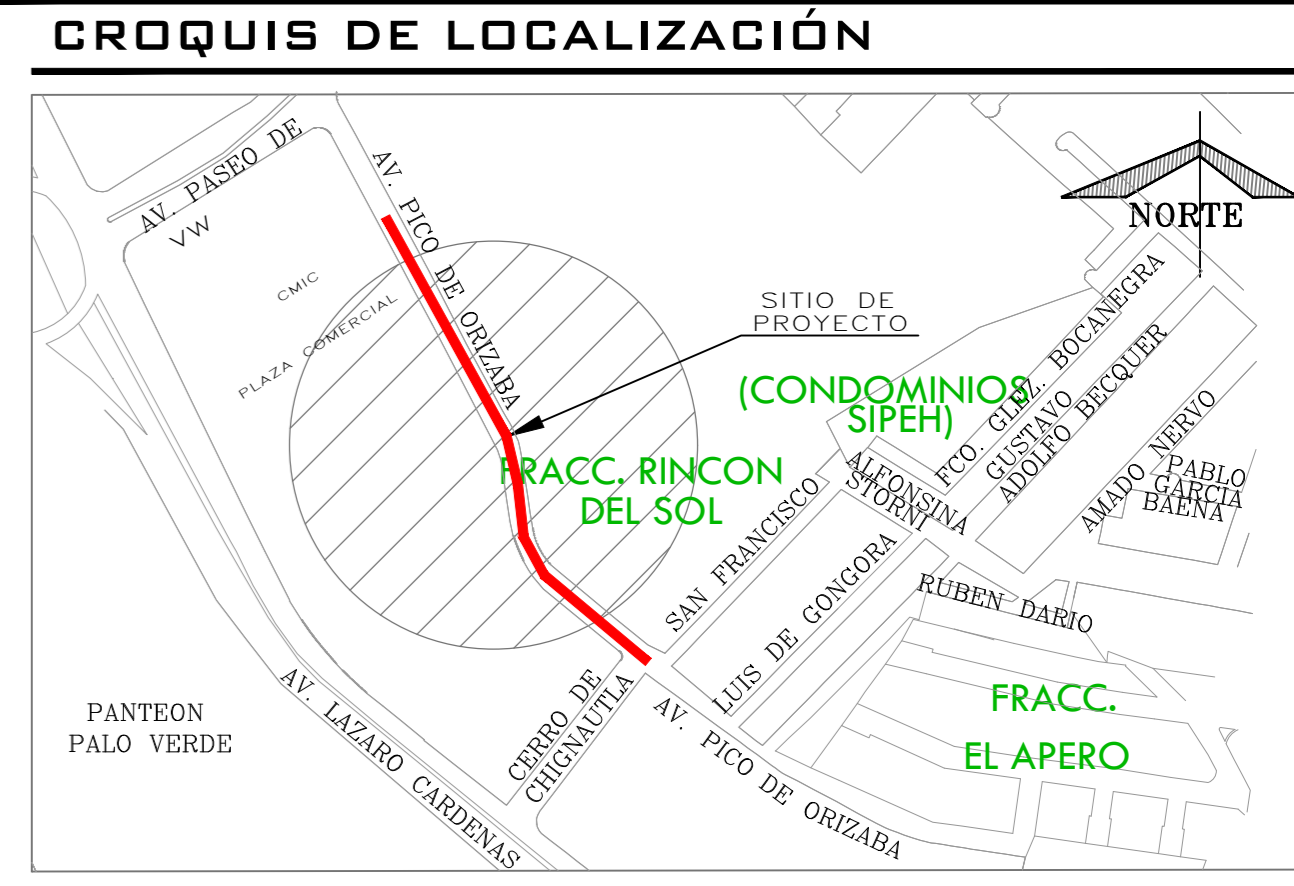 CROQUIS DE LOCALIZACIÓN
AV. PASEO DE
VW
CMIC
PLAZA COMERCIAL
AV. PICO DE ORIZABA
NORTE
SITIO DE
PROYECTO
(CONDOMINIOS
SIPEH)
FRACC. RINCON
DEL SOL
FCO. GLEZ. BOCANEGRA
GUSTAVO
ADOLFO BECQUER
AMADO NERVO
PABLO
GARCIA
BAENA
ALFONSINA
STORNI
SAN FRANCISCO
LUIS DE GONGORA
RUBEN DARIO
FRACC.
EL APERO
CERRO DE
CHIGNAUTLA
AV. PICO DE ORIZABA
AV. LAZARO CARDENAS
PANTEON
PALO VERDE